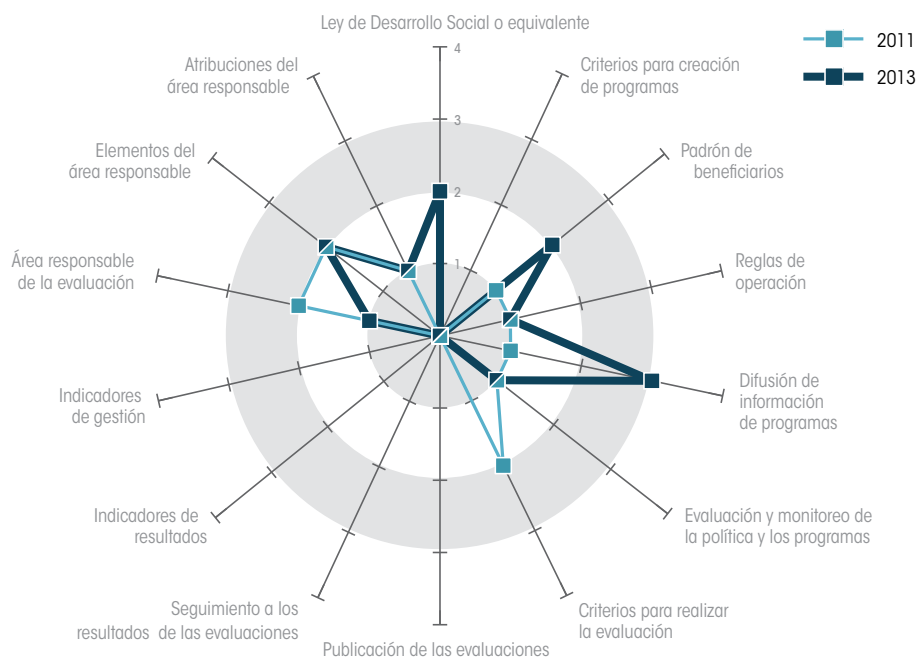 Ley de Desarrollo Social o equivalente
4
3
2
1
2011
2013
Criterios para creación
de programas
Padrón de
beneficiarios
Reglas de
operación
Difusión de
información
de programas
Evaluación y monitoreo de
la política y los programas
Criterios para realizar
la evaluación
Publicación de las evaluaciones
Seguimiento a los
resultados de las evaluaciones
Indicadores de
resultados
Indicadores
de gestión
Área responsable
de la evaluación
Elementos del
área responsable
Atribuciones del
área responsable